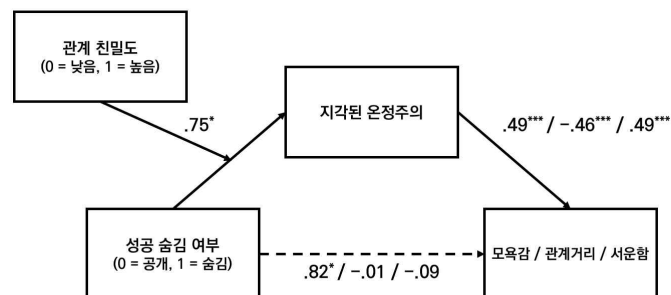 관계 친밀도
(0 = 낮음, 1 = 높음)
.75*
지각된 온정주의
.49*** / -.46*** / .49***
성공 숨김 여부
(0 = 공개, 1 = 숨김)
.82* / -.01 / -.09
모욕감 / 관계거리 / 서운함